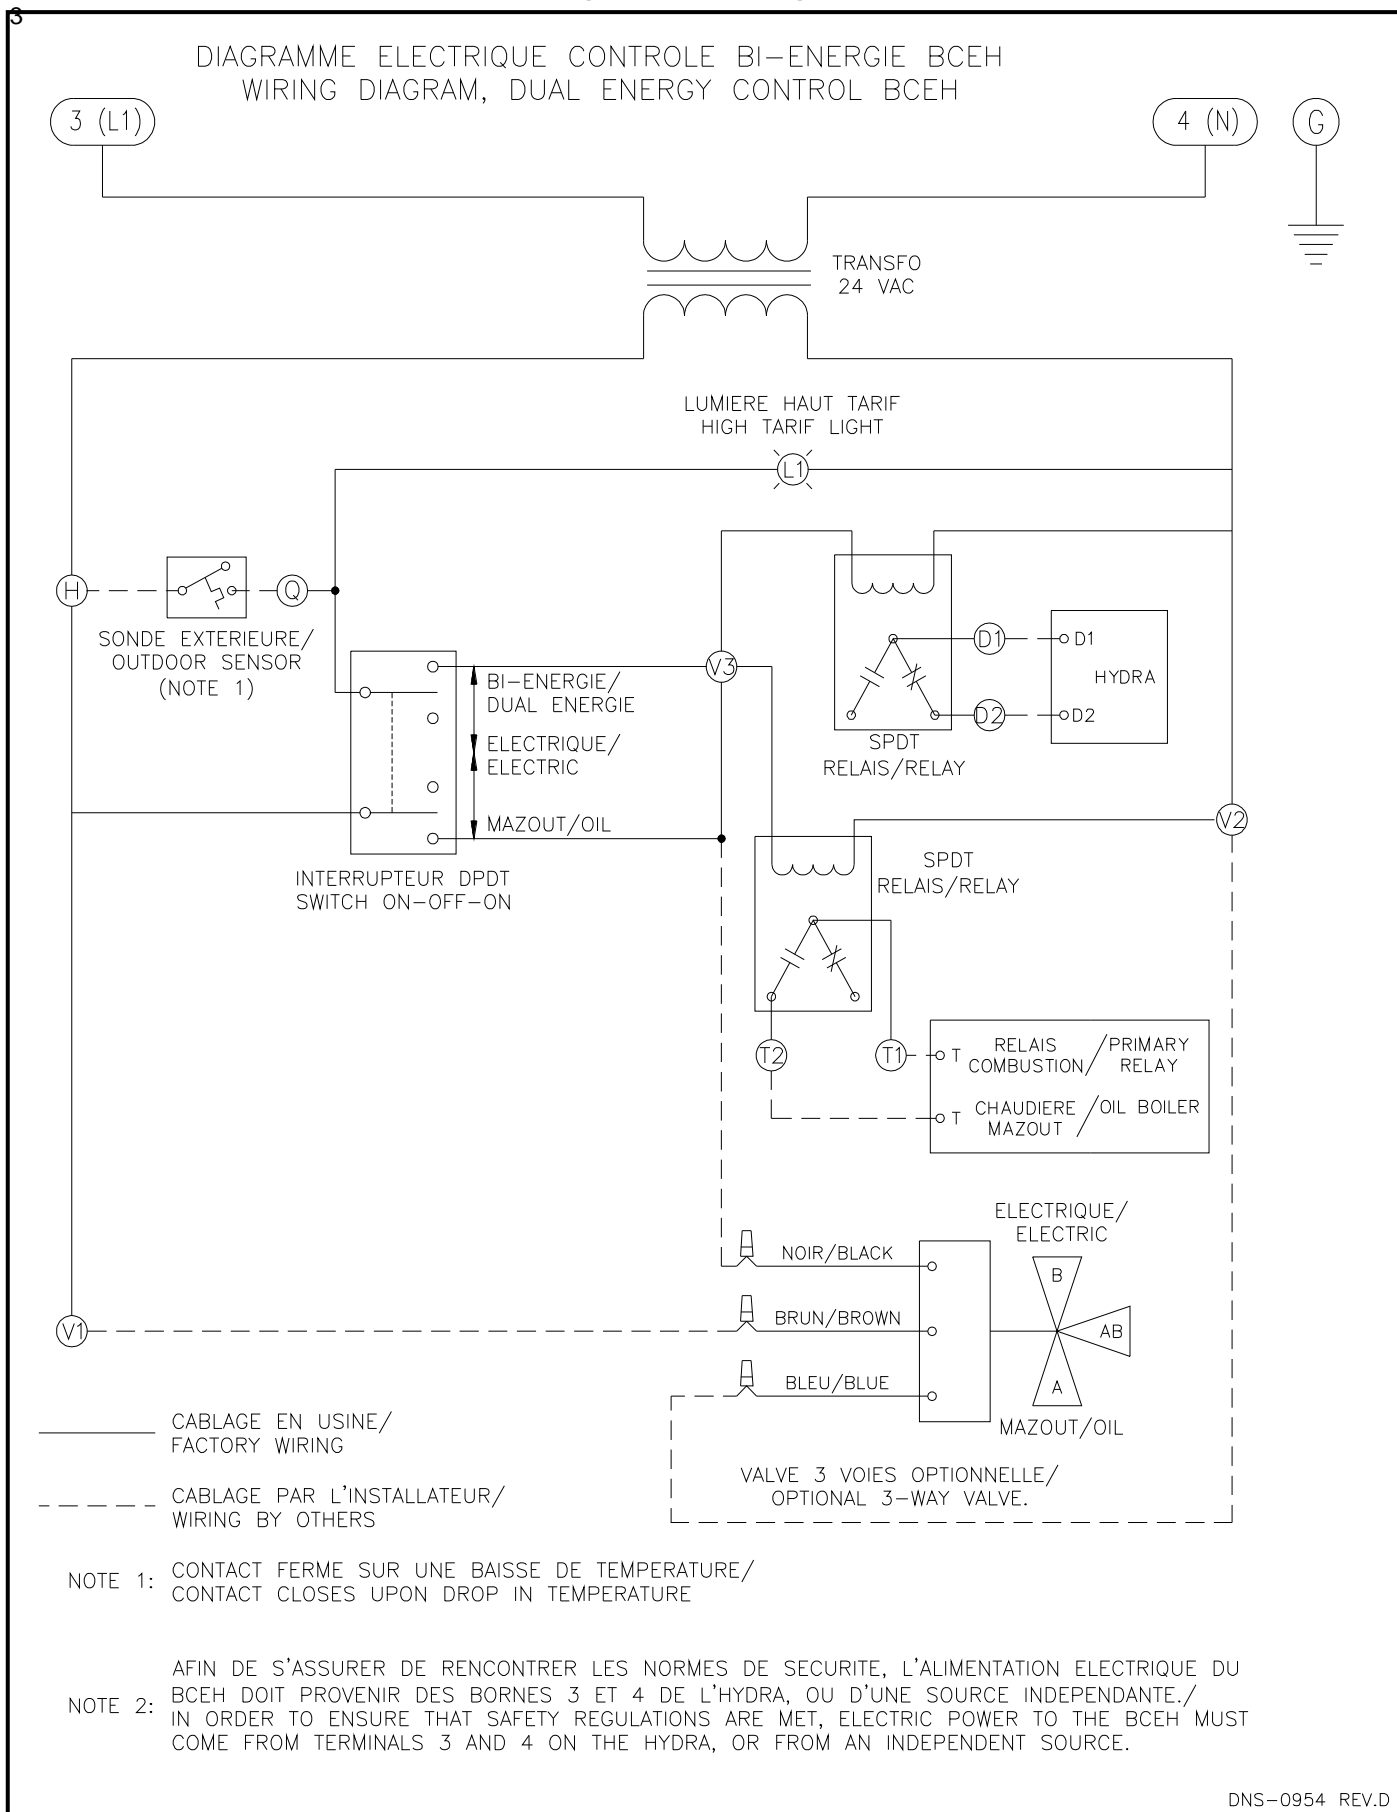 3
DIAGRAMME ELECTRIQUE CONTROLE BI-ENERGIE BCEH
WIRING DIAGRAM, DUAL ENERGY CONTROL BCEH
3 (L1)
4 (N)
G
TRANSFO
24 VAC
LUMIERE HAUT TARIF
HIGH TARIF LIGHT
L1
H
Q
SONDE EXTERIEURE/
OUTDOOR SENSOR
(NOTE 1)
V3
D1
D1
HYDRA
D2
D2
SPDT
RELAIS/RELAY
BI-ENERGIE/
DUAL ENERGIE
ELECTRIQUE/
ELECTRIC
MAZOUT/OIL
INTERRUPTEUR DPDT
SWITCH ON-OFF-ON
V2
SPDT
RELAIS/RELAY
T2
T1
T
RELAIS COMBUSTION/PRIMARY RELAY
T
CHAUDIERE MAZOUT/OIL BOILER
ELECTRIQUE/
ELECTRIC
NOIR/BLACK
B
V1
BRUN/BROWN
AB
BLEU/BLUE
A
MAZOUT/OIL
VALVE 3 VOIES OPTIONNELLE/
OPTIONAL 3-WAY VALVE.
CABLAGE EN USINE/
FACTORY WIRING
CABLAGE PAR L'INSTALLATEUR/
WIRING BY OTHERS
NOTE 1: CONTACT FERME SUR UNE BAISSE DE TEMPERATURE/
CONTACT CLOSES UPON DROP IN TEMPERATURE
NOTE 2: AFIN DE S'ASSURER DE RENCONTRER LES NORMES DE SECURITE, L'ALIMENTATION ELECTRIQUE DU
BCEH DOIT PROVENIR DES BORNES 3 ET 4 DE L'HYDRA, OU D'UNE SOURCE INDEPENDANTE./
IN ORDER TO ENSURE THAT SAFETY REGULATIONS ARE MET, ELECTRIC POWER TO THE BCEH MUST
COME FROM TERMINALS 3 AND 4 ON THE HYDRA, OR FROM AN INDEPENDENT SOURCE.
DNS-0954 REV.D